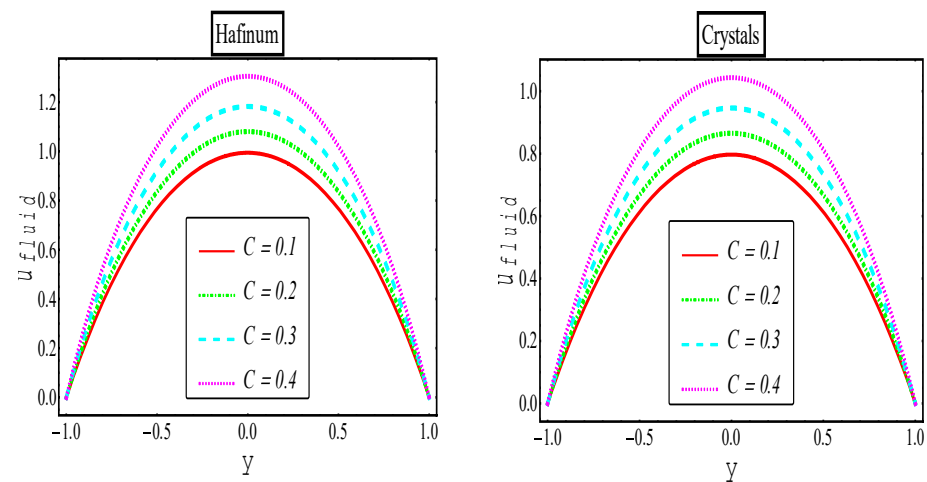 Hafinum
1.2
1.0
0.8
0.6
0.4
0.2
0.0
u fluid
C = 0.1
C = 0.2
C = 0.3
C = 0.4
−1.0 −0.5 0.0 0.5 1.0
y
Crystals
1.0
0.8
0.6
0.4
0.2
0.0
u fluid
C = 0.1
C = 0.2
C = 0.3
C = 0.4
−1.0 −0.5 0.0 0.5 1.0
y